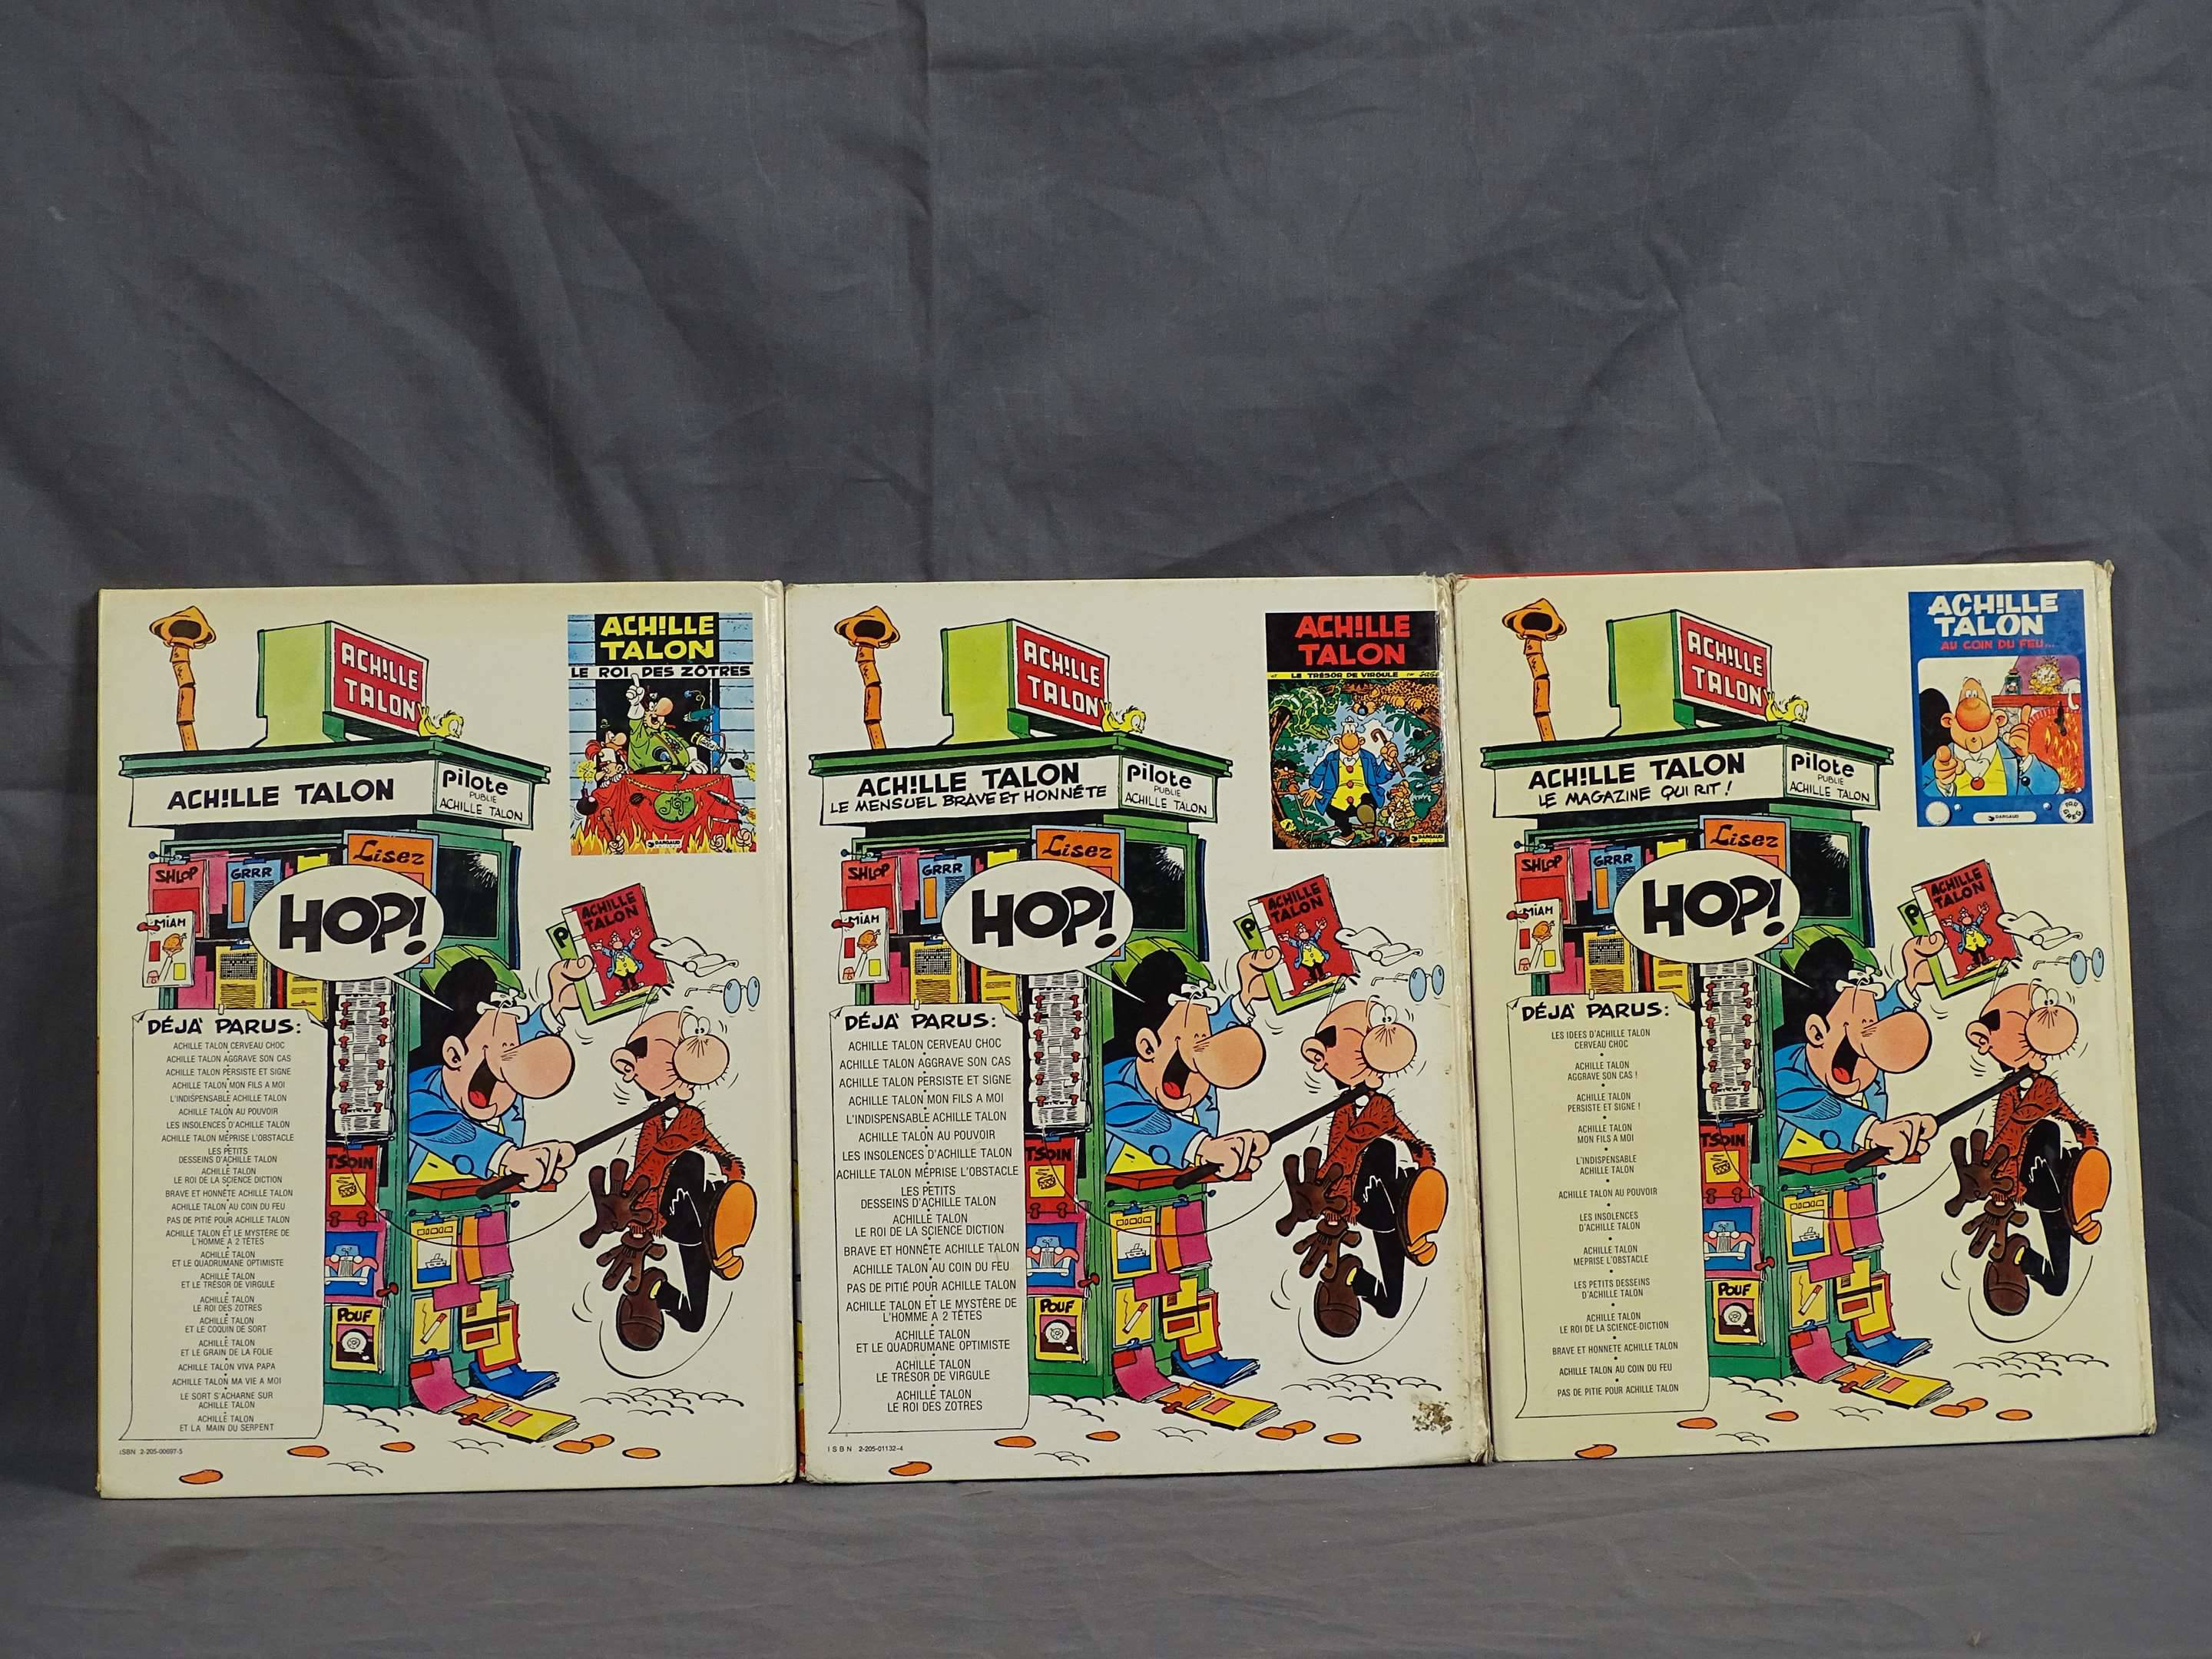 ACH!LLE
TALON
ACHILLE TALON
pilote
PUBLIE
ACHILLE TALON
ACH!LLE
TALON
LE ROI DES ZÔTRES
DARGAUD
Lisez
SHLOP
GRRR
MIAM
HOP!
P
ACHILLE
TALON
DÉJÀ PARUS:
ACHILLE TALON CERVEAU CHOC
ACHILLE TALON AGGRAVE SON CAS
ACHILLE TALON PERSISTE ET SIGNE
ACHILLE TALON MON FILS A MOI
L'INDISPENSABLE ACHILLE TALON
ACHILLE TALON AU POUVOIR
LES INSOLENCES D'ACHILLE TALON
ACHILLE TALON MÉPRISE L'OBSTACLE
LES PETITS
DESSEINS D'ACHILLE TALON
ACHILLE TALON
LE ROI DE LA SCIENCE DICTION
BRAVE ET HONNÊTE ACHILLE TALON
ACHILLE TALON AU COIN DU FEU
PAS DE PITIÉ POUR ACHILLE TALON
ACHILLE TALON ET LE MYSTÈRE DE
L'HOMME A 2 TÊTES
ACHILLE TALON
ET LE QUADRUMANE OPTIMISTE
ACHILLE TALON
ET LE TRÉSOR DE VIRGULE
ACHILLE TALON
LE ROI DES ZOTRES
ACHILLE TALON
ET LE COQUIN DE SORT
ACHILLE TALON
ET LE GRAIN DE LA FOLIE
ACHILLE TALON VIVA PAPA
ACHILLE TALON MA VIE A MOI
LE SORT S'ACHARNE SUR
ACHILLE TALON
ACHILLE TALON
ET LA MAIN DU SERPENT
TSOIN
POUF
ISBN 2-205-00697-5
ACH!LLE
TALON
ACH!LLE TALON
LE MENSUEL BRAVE ET HONNÊTE
pilote
PUBLIE
ACHILLE TALON
ACH!LLE
TALON
et LE TRÉSOR DE VIRGULE PAR GREG
DARGAUD
Lisez
SHLOP
GRRR
MIAM
HOP!
P
ACHILLE
TALON
DÉJÀ PARUS:
ACHILLE TALON CERVEAU CHOC
ACHILLE TALON AGGRAVE SON CAS
ACHILLE TALON PERSISTE ET SIGNE
ACHILLE TALON MON FILS A MOI
L'INDISPENSABLE ACHILLE TALON
ACHILLE TALON AU POUVOIR
LES INSOLENCES D'ACHILLE TALON
ACHILLE TALON MÉPRISE L'OBSTACLE
LES PETITS
DESSEINS D'ACHILLE TALON
ACHILLE TALON
LE ROI DE LA SCIENCE DICTION
BRAVE ET HONNÊTE ACHILLE TALON
ACHILLE TALON AU COIN DU FEU
PAS DE PITIÉ POUR ACHILLE TALON
ACHILLE TALON ET LE MYSTÈRE DE
L'HOMME A 2 TÊTES
ACHILLE TALON
ET LE QUADRUMANE OPTIMISTE
ACHILLE TALON
LE TRÉSOR DE VIRGULE
ACHILLE TALON
LE ROI DES ZOTRES
TSOIN
POUF
ISBN 2-205-01132-4
ACH!LLE
TALON
ACH!LLE TALON
LE MAGAZINE QUI RIT !
pilote
PUBLIE
ACHILLE TALON
ACH!LLE
TALON
AU COIN DU FEU...
DARGAUD
PAR
GREG
Lisez
SHLOP
GRRR
MIAM
HOP!
P
ACHILLE
TALON
DÉJÀ PARUS:
LES IDEES D'ACHILLE TALON
CERVEAU CHOC
ACHILLE TALON
AGGRAVE SON CAS !
ACHILLE TALON
PERSISTE ET SIGNE !
ACHILLE TALON
MON FILS A MOI
L'INDISPENSABLE
ACHILLE TALON
ACHILLE TALON AU POUVOIR
LES INSOLENCES
D'ACHILLE TALON
ACHILLE TALON
MEPRISE L'OBSTACLE
LES PETITS DESSEINS
D'ACHILLE TALON
ACHILLE TALON
LE ROI DE LA SCIENCE-DICTION
BRAVE ET HONNETE ACHILLE TALON
ACHILLE TALON AU COIN DU FEU
PAS DE PITIE POUR ACHILLE TALON
TSOIN
POUF